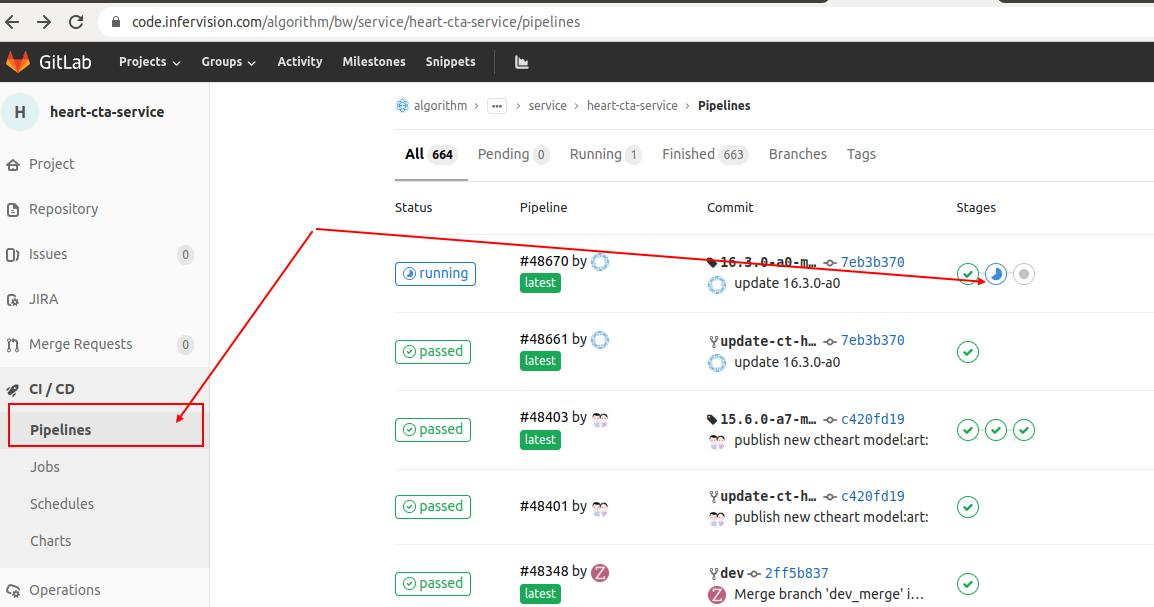 code.infervision.com/algorithm/bw/service/heart-cta-service/pipelines
GitLab Projects Groups Activity Milestones Snippets
H heart-cta-service
Project
Repository
Issues 0
JIRA
Merge Requests 0
CI / CD
Pipelines
Jobs
Schedules
Charts
Operations
algorithm > ... > service > heart-cta-service > Pipelines
All 664 Pending 0 Running 1 Finished 663 Branches Tags
Status Pipeline Commit Stages
running #48670 by 16.3.0-a0-m… 7eb3b370
latest update 16.3.0-a0
passed #48661 by update-ct-h… 7eb3b370
latest update 16.3.0-a0
passed #48403 by 15.6.0-a7-m… c420fd19
latest publish new ctheart model:art:
passed #48401 by update-ct-h… c420fd19
publish new ctheart model:art:
passed #48348 by Z dev 2ff5b837
latest Z Merge branch 'dev_merge' i…